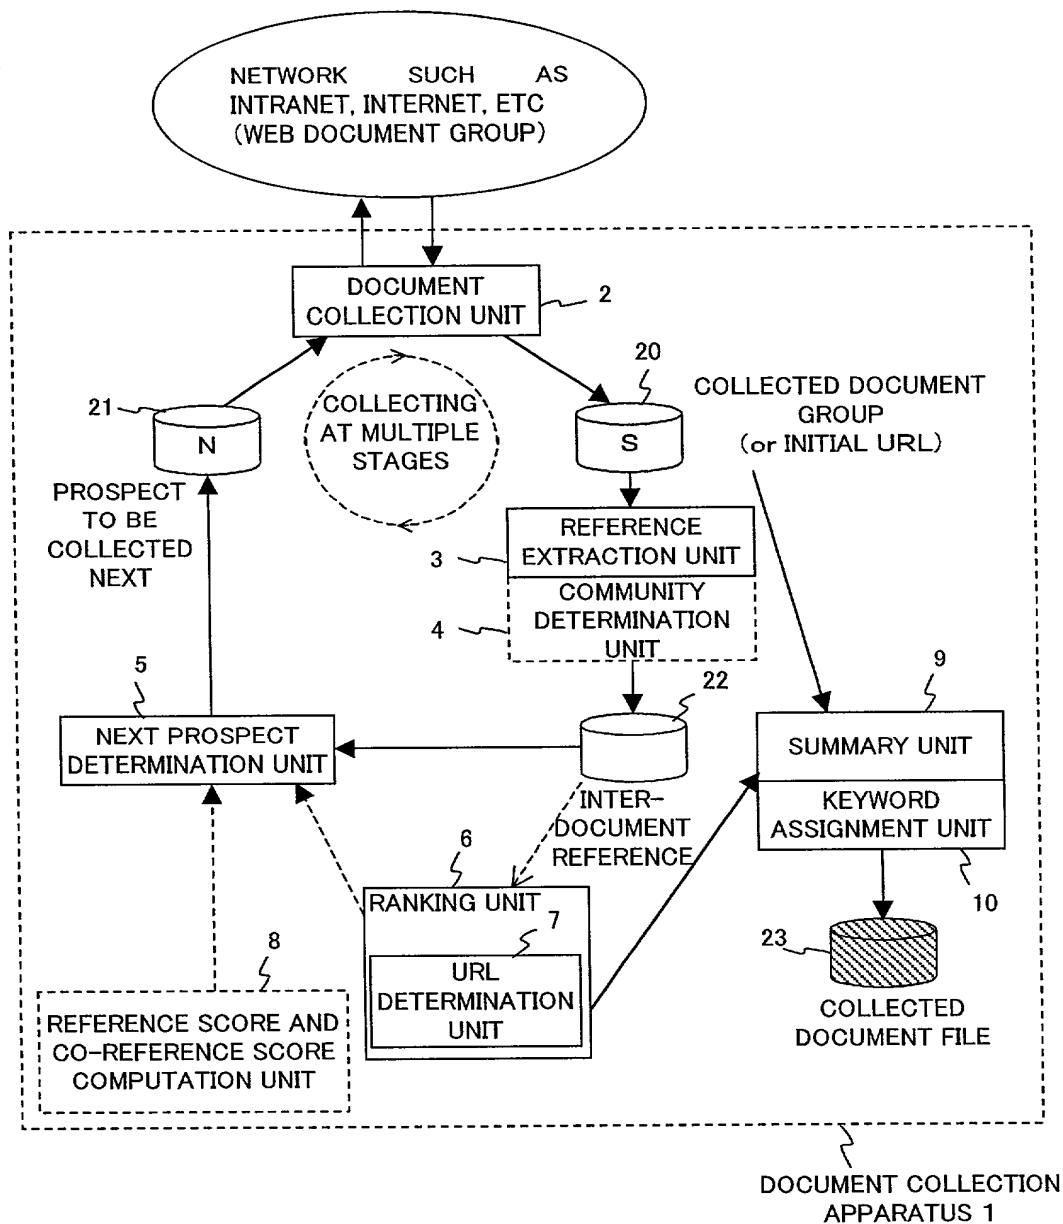 NETWORK SUCH AS
INTRANET, INTERNET, ETC
(WEB DOCUMENT GROUP)
DOCUMENT
COLLECTION UNIT
2
20
21
N
COLLECTING
AT MULTIPLE
STAGES
S
COLLECTED DOCUMENT
GROUP
(or INITIAL URL)
PROSPECT
TO BE
COLLECTED
NEXT
3
REFERENCE
EXTRACTION UNIT
4
COMMUNITY
DETERMINATION
UNIT
5
NEXT PROSPECT
DETERMINATION UNIT
22
INTER-
DOCUMENT
REFERENCE
9
SUMMARY UNIT
KEYWORD
ASSIGNMENT UNIT
10
6
RANKING UNIT
7
URL
DETERMINATION
UNIT
8
REFERENCE SCORE AND
CO-REFERENCE SCORE
COMPUTATION UNIT
23
COLLECTED
DOCUMENT FILE
DOCUMENT COLLECTION
APPARATUS 1